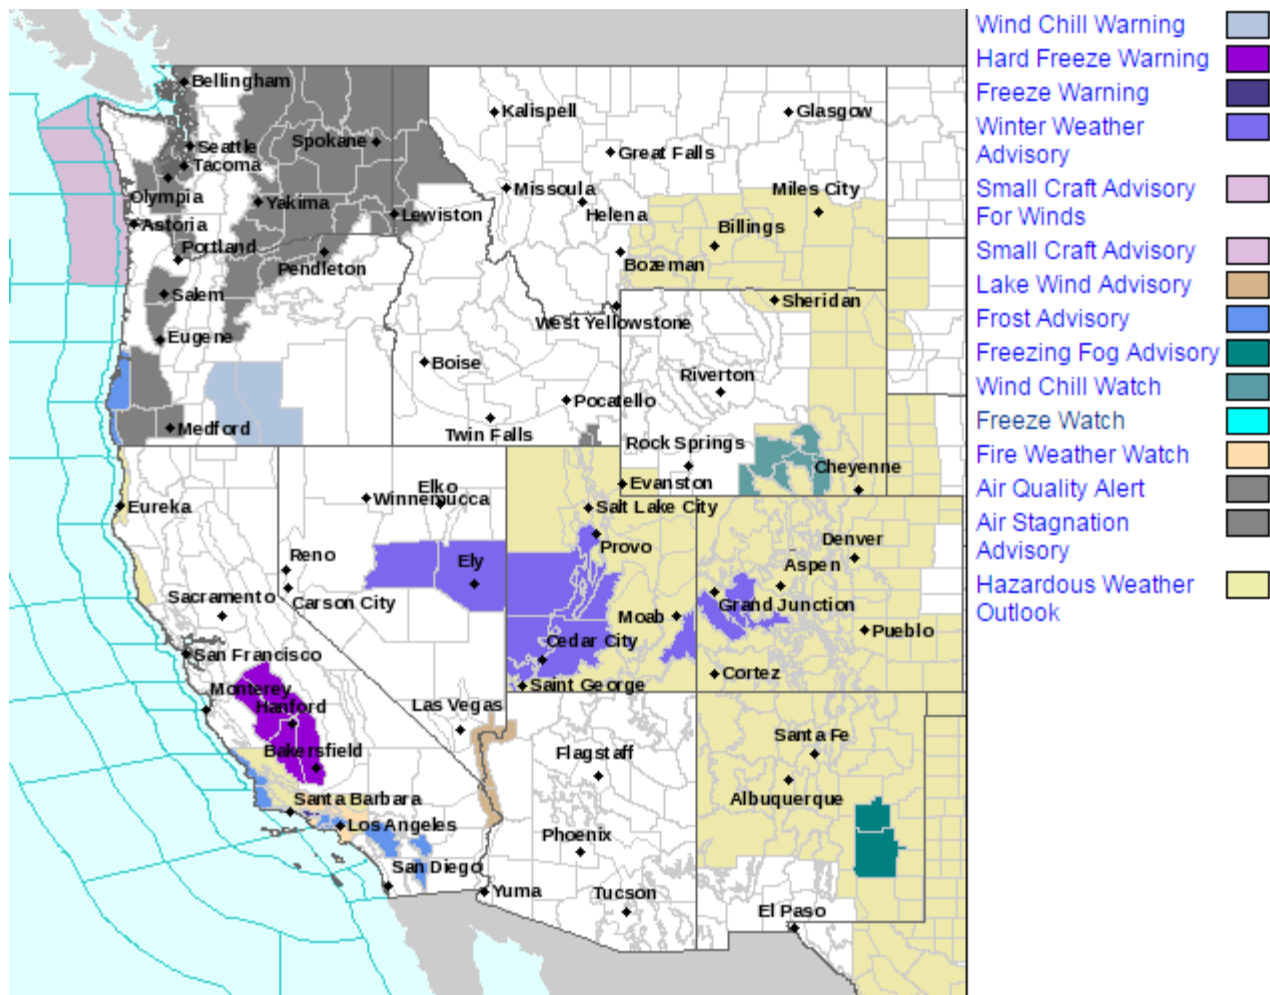 Wind Chill Warning
Hard Freeze Warning
Freeze Warning
Winter Weather
Advisory
Small Craft Advisory
For Winds
Small Craft Advisory
Lake Wind Advisory
Frost Advisory
Freezing Fog Advisory
Wind Chill Watch
Freeze Watch
Fire Weather Watch
Air Quality Alert
Air Stagnation
Advisory
Hazardous Weather
Outlook
Bellingham
Kalispell
Glasgow
Seattle
Spokane
Great Falls
Tacoma
Olympia
Yakima
Missoula
Miles City
Astoria
Lewiston
Helena
Portland
Billings
Pendleton
Bozeman
Salem
Sheridan
Eugene
West Yellowstone
Boise
Riverton
Pocatello
Medford
Twin Falls
Rock Springs
Cheyenne
Evanston
Elko
Winnemucca
Eureka
Salt Lake City
Provo
Denver
Reno
Ely
Aspen
Sacramento
Carson City
Grand Junction
Moab
Pueblo
Cedar City
San Francisco
Cortez
Monterey
Saint George
Hanford
Las Vegas
Santa Fe
Bakersfield
Flagstaff
Santa Barbara
Albuquerque
Los Angeles
Phoenix
San Diego
Yuma
Tucson
El Paso